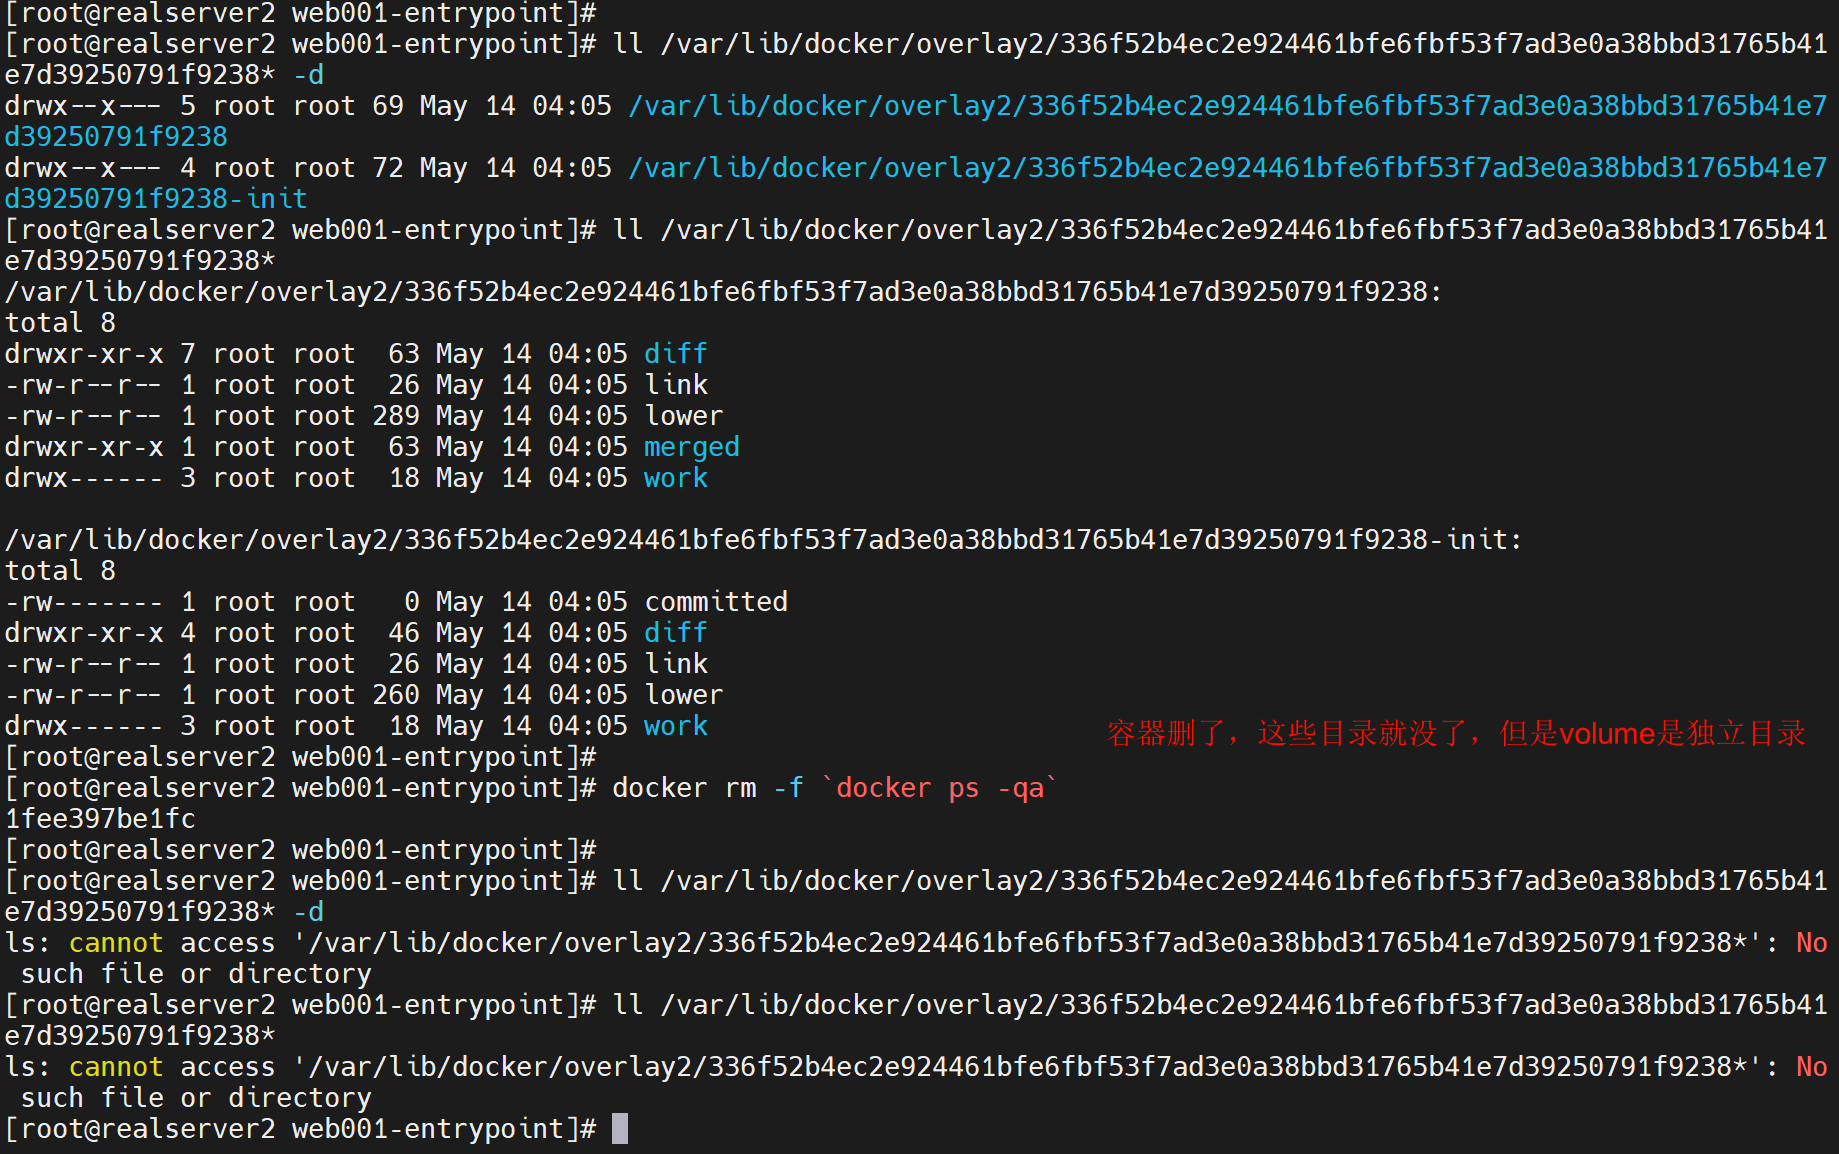 [root@realserver2 web001-entrypoint]#
[root@realserver2 web001-entrypoint]# ll /var/lib/docker/overlay2/336f52b4ec2e924461bfe6fbf53f7ad3e0a38bbd31765b41
e7d39250791f9238* -d
drwx--x--- 5 root root 69 May 14 04:05 /var/lib/docker/overlay2/336f52b4ec2e924461bfe6fbf53f7ad3e0a38bbd31765b41e7
d39250791f9238
drwx--x--- 4 root root 72 May 14 04:05 /var/lib/docker/overlay2/336f52b4ec2e924461bfe6fbf53f7ad3e0a38bbd31765b41e7
d39250791f9238-init
[root@realserver2 web001-entrypoint]# ll /var/lib/docker/overlay2/336f52b4ec2e924461bfe6fbf53f7ad3e0a38bbd31765b41
e7d39250791f9238*
/var/lib/docker/overlay2/336f52b4ec2e924461bfe6fbf53f7ad3e0a38bbd31765b41e7d39250791f9238:
total 8
drwxr-xr-x 7 root root  63 May 14 04:05 diff
-rw-r--r-- 1 root root  26 May 14 04:05 link
-rw-r--r-- 1 root root 289 May 14 04:05 lower
drwxr-xr-x 1 root root  63 May 14 04:05 merged
drwx------ 3 root root  18 May 14 04:05 work
/var/lib/docker/overlay2/336f52b4ec2e924461bfe6fbf53f7ad3e0a38bbd31765b41e7d39250791f9238-init:
total 8
-rw------- 1 root root   0 May 14 04:05 committed
drwxr-xr-x 4 root root  46 May 14 04:05 diff
-rw-r--r-- 1 root root  26 May 14 04:05 link
-rw-r--r-- 1 root root 260 May 14 04:05 lower
drwx------ 3 root root  18 May 14 04:05 work
容器删了，这些目录就没了，但是volume是独立目录
[root@realserver2 web001-entrypoint]#
[root@realserver2 web001-entrypoint]# docker rm -f `docker ps -qa`
1fee397be1fc
[root@realserver2 web001-entrypoint]#
[root@realserver2 web001-entrypoint]# ll /var/lib/docker/overlay2/336f52b4ec2e924461bfe6fbf53f7ad3e0a38bbd31765b41
e7d39250791f9238* -d
ls: cannot access '/var/lib/docker/overlay2/336f52b4ec2e924461bfe6fbf53f7ad3e0a38bbd31765b41e7d39250791f9238*': No
 such file or directory
[root@realserver2 web001-entrypoint]# ll /var/lib/docker/overlay2/336f52b4ec2e924461bfe6fbf53f7ad3e0a38bbd31765b41
e7d39250791f9238*
ls: cannot access '/var/lib/docker/overlay2/336f52b4ec2e924461bfe6fbf53f7ad3e0a38bbd31765b41e7d39250791f9238*': No
 such file or directory
[root@realserver2 web001-entrypoint]#